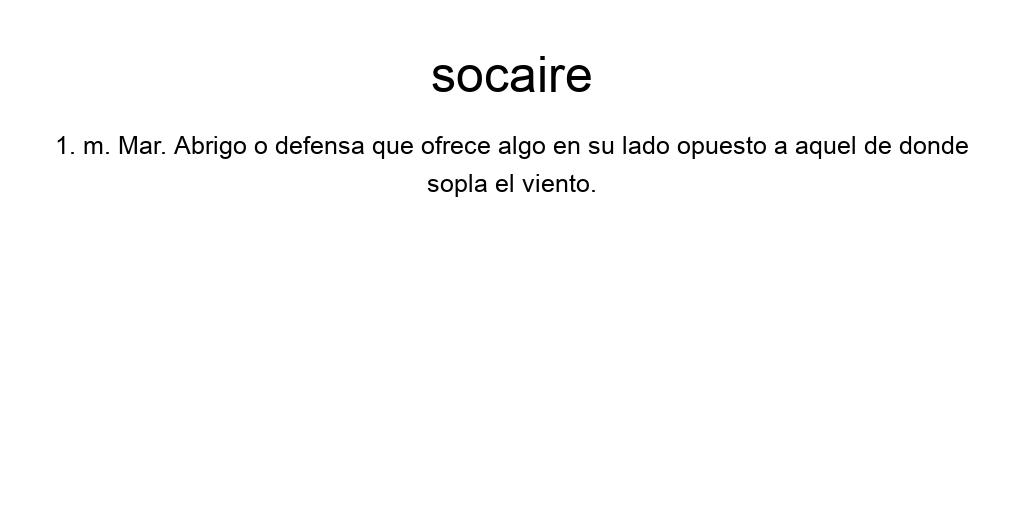 socaire
1. m. Mar. Abrigo o defensa que ofrece algo en su lado opuesto a aquel de donde
sopla el viento.